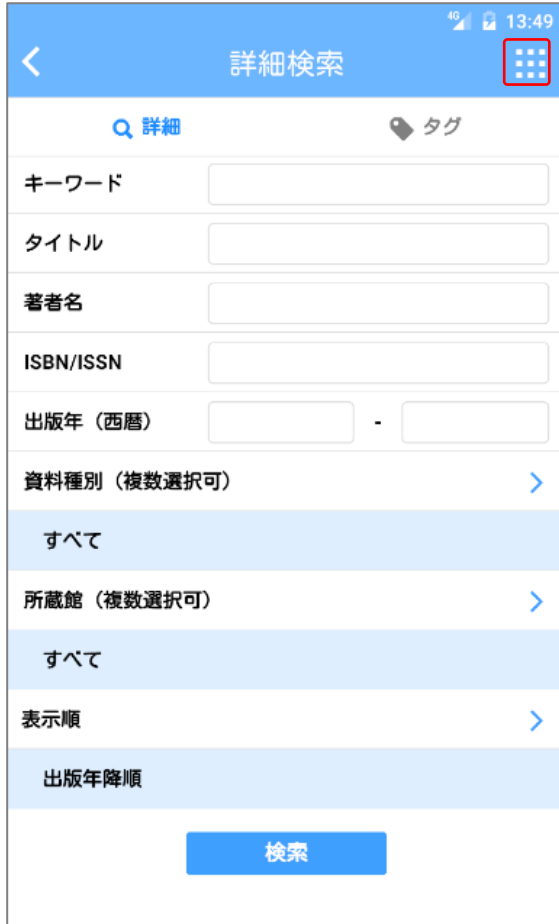 4G 13:49
詳細検索
詳細 タグ
キーワード
タイトル
著者名
ISBN/ISSN
出版年（西暦） -
資料種別（複数選択可）
すべて
所蔵館（複数選択可）
すべて
表示順
出版年降順
検索